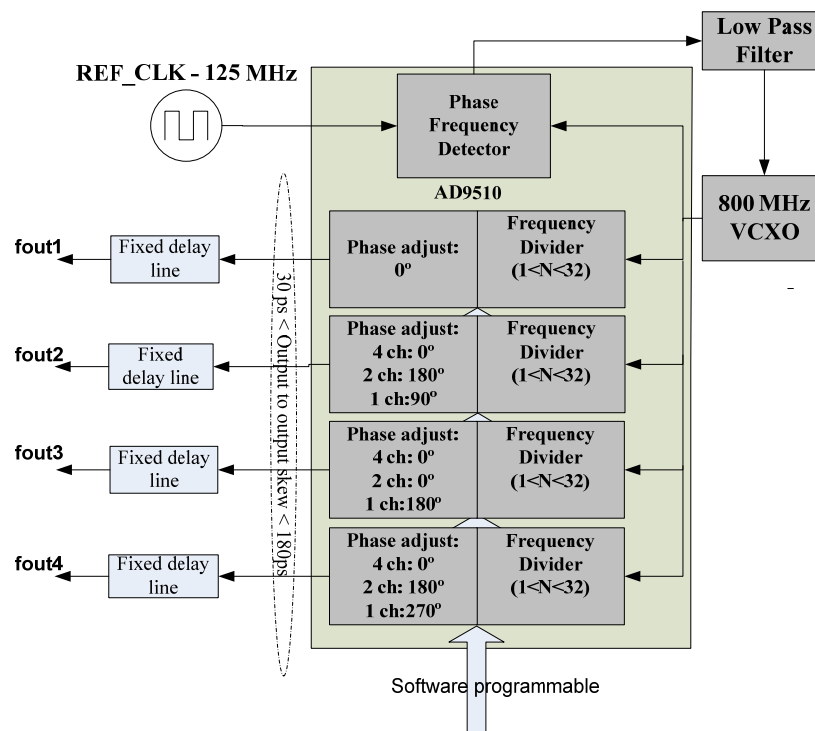 Low Pass
Filter
REF_CLK - 125 MHz
Phase
Frequency
Detector
AD9510
800 MHz
VCXO
fout1
Fixed delay
line
Phase adjust:
0º
Frequency
Divider
(1<N<32)
fout2
Fixed
delay line
Phase adjust:
4 ch: 0º
2 ch: 180º
1 ch:90º
Frequency
Divider
(1<N<32)
fout3
Fixed delay
line
Phase adjust:
4 ch: 0º
2 ch: 0º
1 ch:180º
Frequency
Divider
(1<N<32)
fout4
Fixed delay
line
Phase adjust:
4 ch: 0º
2 ch: 180º
1 ch:270º
Frequency
Divider
(1<N<32)
30 ps < Output to output skew < 180ps
Software programmable